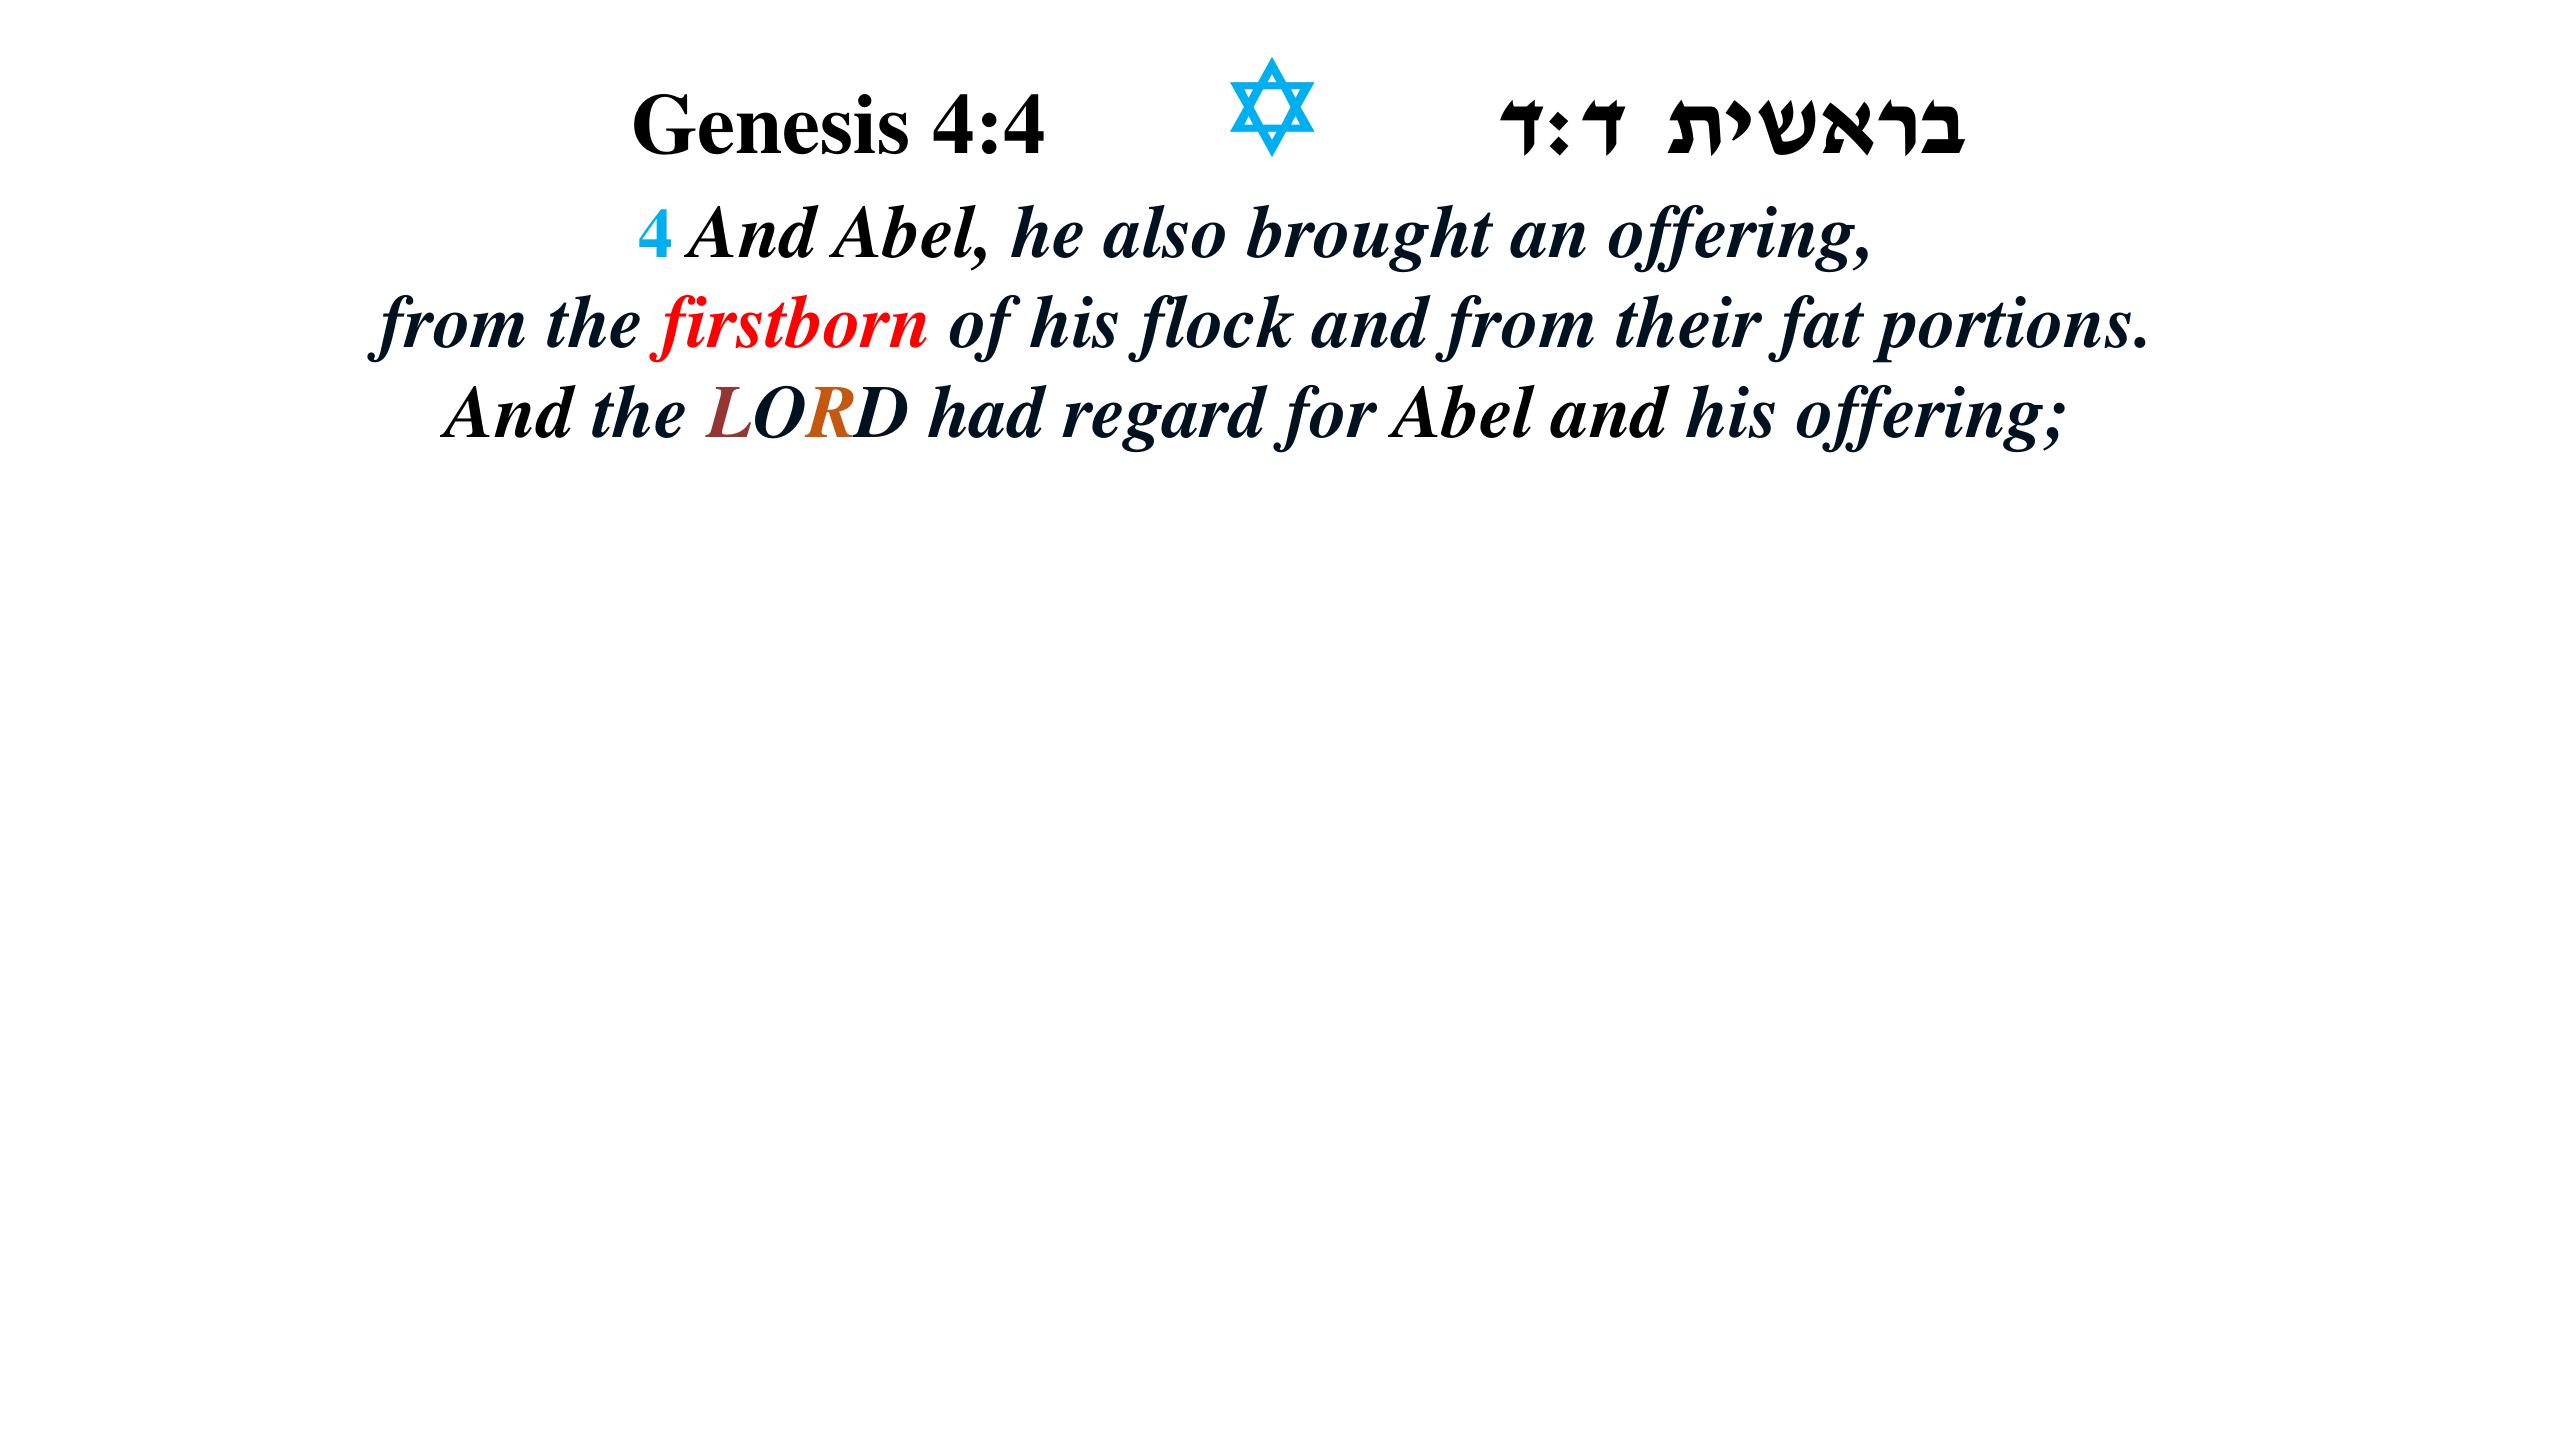 Genesis 4:4 ✡ בראשית ד:ד
4 And Abel, he also brought an offering,
from the firstborn of his flock and from their fat portions.
And the LORD had regard for Abel and his offering;